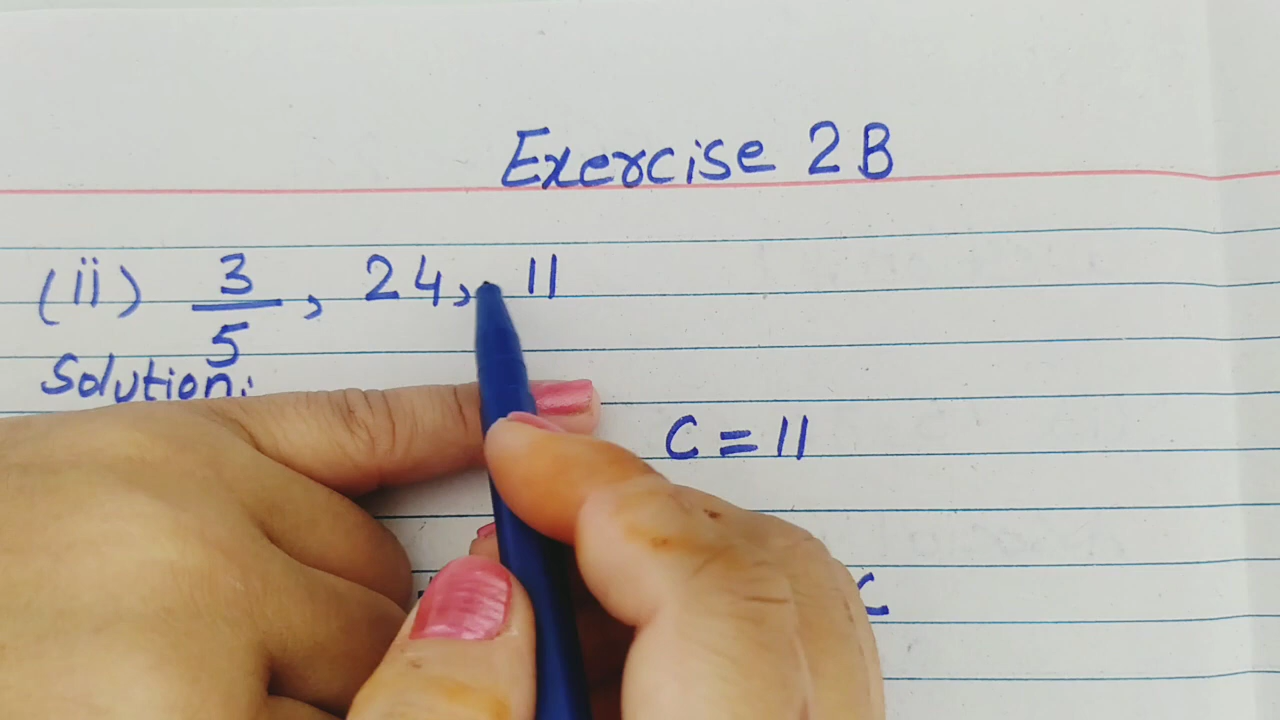 Exercise 2B
(ii) 3/5, 24, 11
Solution:
C = 11
C